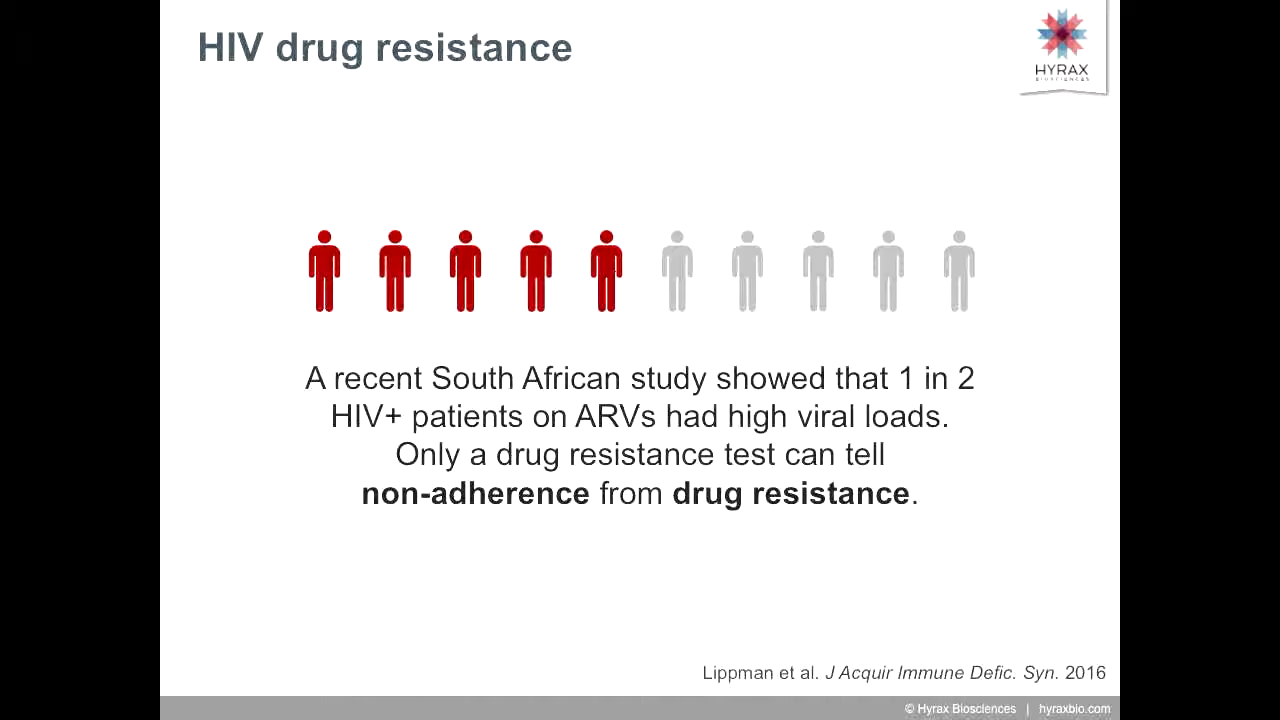 HIV drug resistance
HYRAX
BIOSCIENCES
A recent South African study showed that 1 in 2
HIV+ patients on ARVs had high viral loads.
Only a drug resistance test can tell
non-adherence from drug resistance.
Lippman et al. J Acquir Immune Defic. Syn. 2016
© Hyrax Biosciences | hyraxbio.com